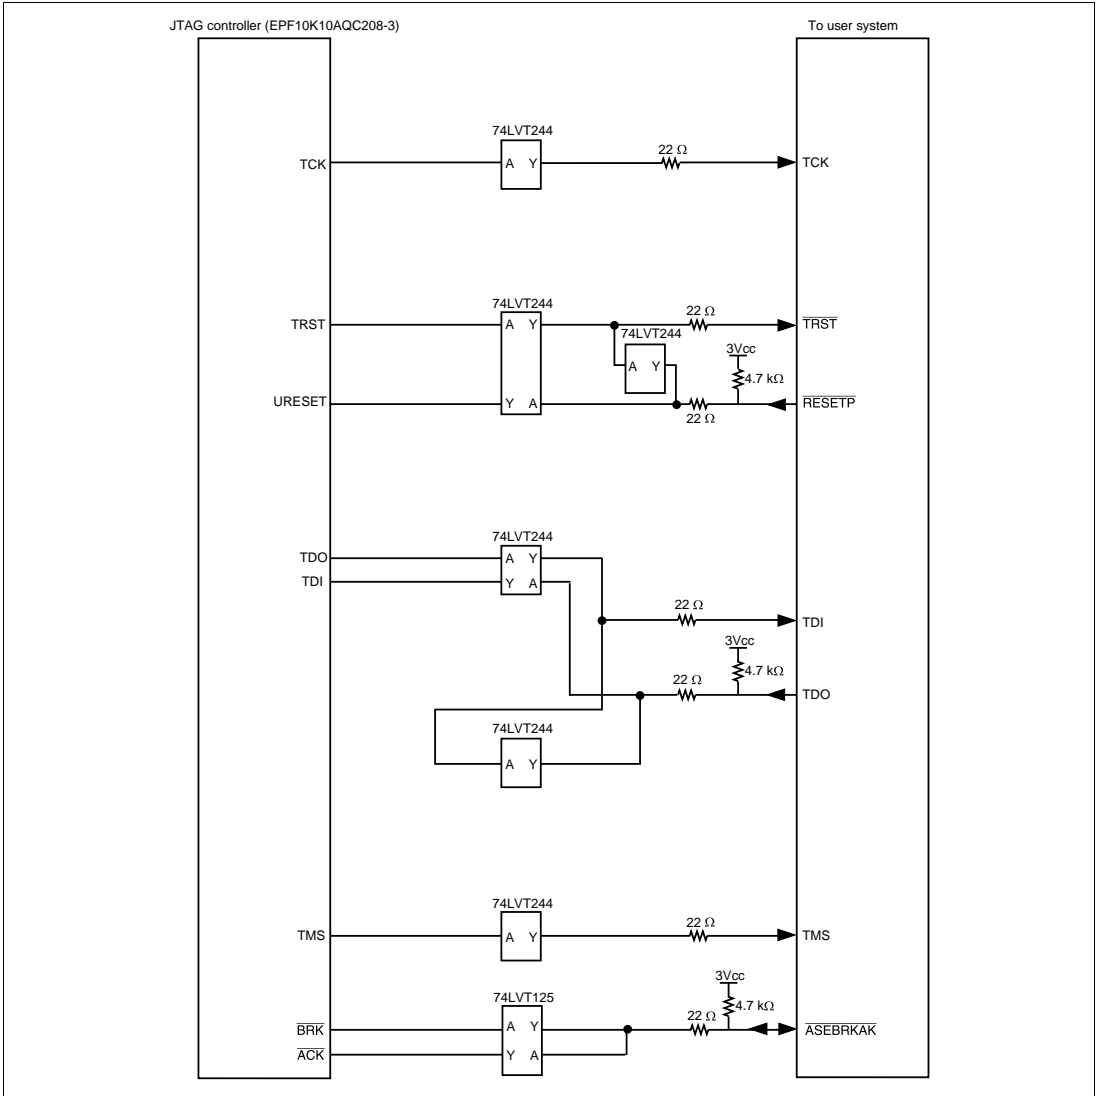 JTAG controller (EPF10K10AQC208-3) To user system
74LVT244
TCK A Y 22 Ω TCK
74LVT244
TRST A Y 22 Ω TRST
74LVT244
A Y
3Vcc
4.7 kΩ
URESET Y A 22 Ω RESETP
74LVT244
TDO A Y
TDI Y A
22 Ω TDI
3Vcc
4.7 kΩ
22 Ω TDO
74LVT244
A Y
74LVT244
TMS A Y 22 Ω TMS
3Vcc
74LVT125
4.7 kΩ
BRK A Y 22 Ω ASEBRKAK
ACK Y A